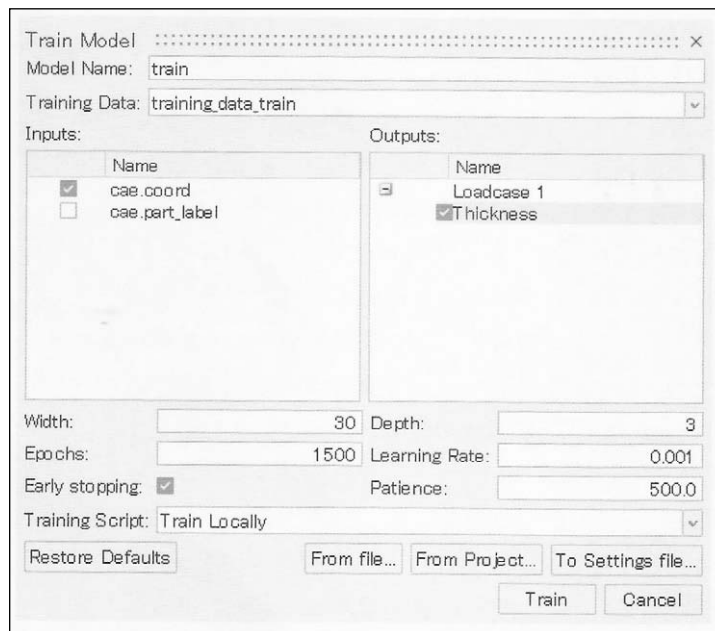 Train Model
Model Name: train
Training Data: training_data_train
Inputs: Outputs:
Name
cae.coord
cae.part_label
Name
Loadcase 1
Thickness
Width: 30 Depth: 3
Epochs: 1500 Learning Rate: 0.001
Early stopping: Patience: 500.0
Training Script: Train Locally
Restore Defaults From file... From Project... To Settings file...
Train Cancel